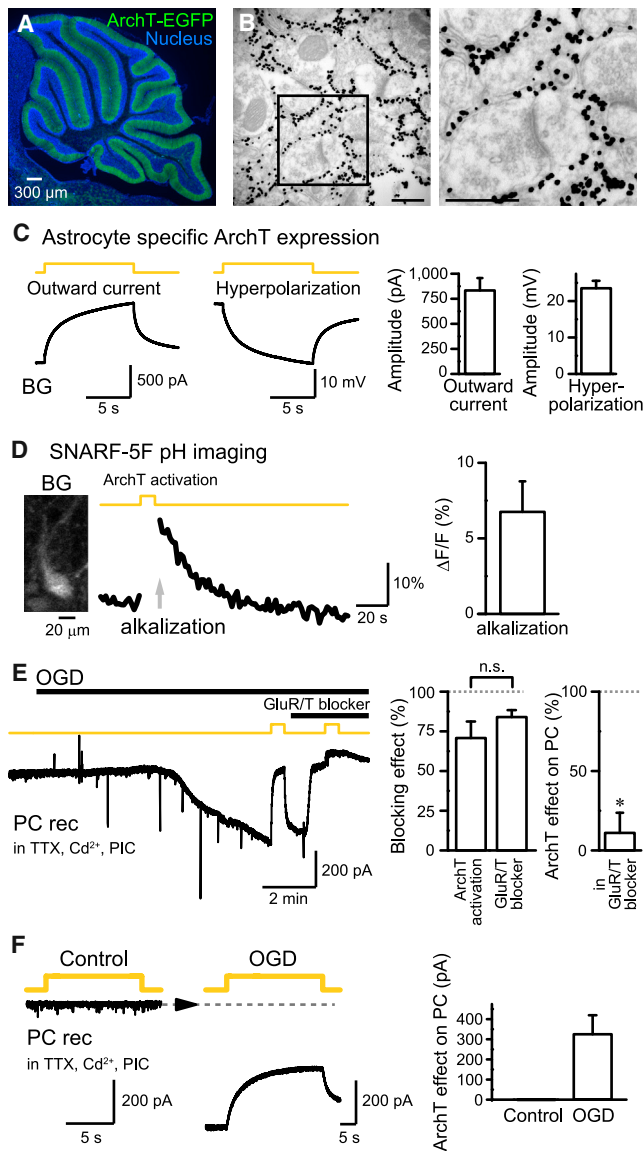 A
ArchT-EGFP
Nucleus
300 µm
B
C Astrocyte specific ArchT expression
Outward current
BG
500 pA
5 s
Hyperpolarization
10 mV
5 s
Amplitude (pA)
1,000
750
500
250
0
Outward
current
Amplitude (mV)
20
10
0
Hyper-
polarization
D SNARF-5F pH imaging
BG
20 µm
ArchT activation
alkalization
10%
20 s
ΔF/F (%)
10
5
0
alkalization
E
OGD
GluR/T blocker
PC rec
in TTX, Cd²⁺, PIC
200 pA
2 min
n.s.
Blocking effect (%)
100
75
50
25
0
ArchT
activation
GluR/T
blocker
ArchT effect on PC (%)
100
50
0
*
in
GluR/T
blocker
F
Control
OGD
PC rec
in TTX, Cd²⁺, PIC
200 pA
5 s
200 pA
5 s
ArchT effect on PC (pA)
400
300
200
100
0
Control OGD